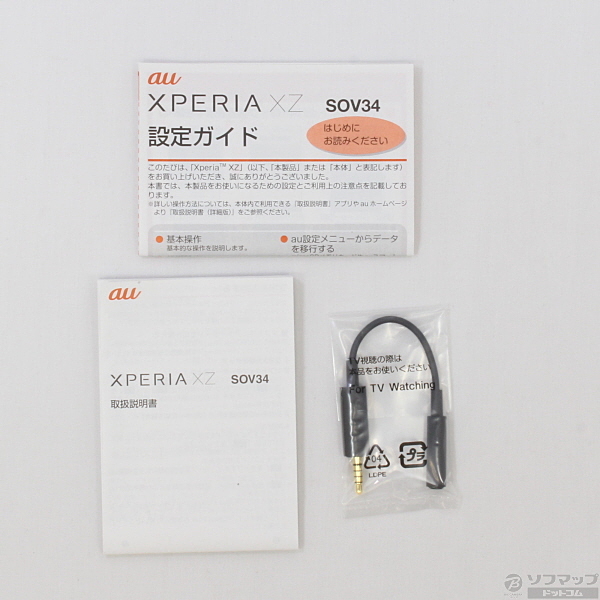 au
XPERIA XZ SOV34
設定ガイド
はじめに
お読みください
このたびは、「Xperia™ XZ」(以下、「本製品」または「本体」と表記します)
をお買い上げいただき、誠にありがとうございました。
本書では、本製品をお使いになるための設定とご利用上の注意点を記載してお
ります。
※詳しい操作方法については、本体内で利用できる「取扱説明書」アプリやau ホームページ
より「取扱説明書(詳細版)」をご参照ください。
● 基本操作
基本的な操作を説明します。
● au設定メニューからデータ
を移行する
au
XPERIA XZ SOV34
取扱説明書
TV視聴の際は
本品をお使いください
For TV Watching
04
LDPE
プラ
ソフマップ
ドットコム